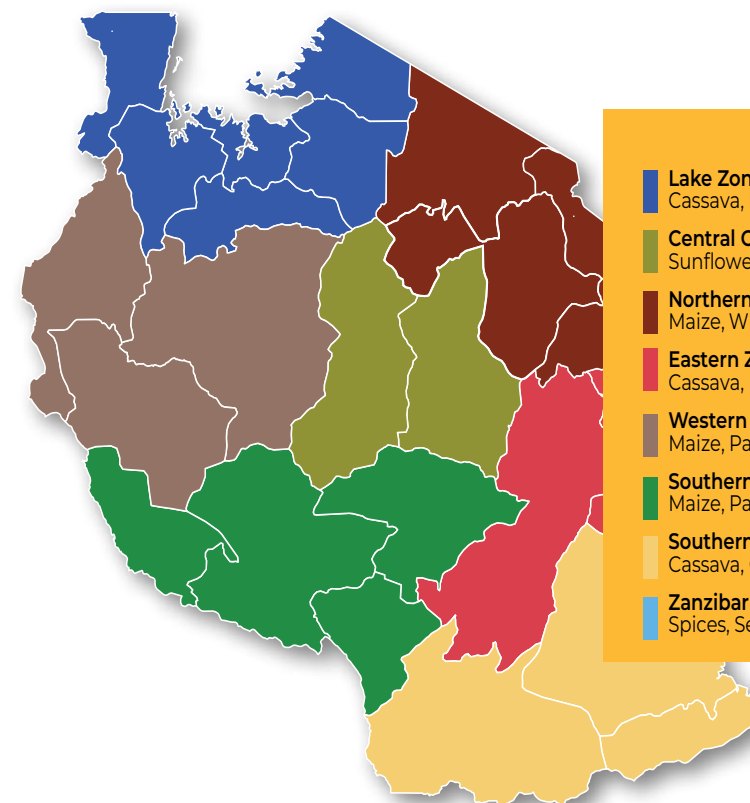 Lake Zon
Cassava,
Central C
Sunflowe
Northern
Maize, W
Eastern Z
Cassava,
Western
Maize, Pa
Southern
Maize, Pa
Southern
Cassava,
Zanzibar
Spices, Se